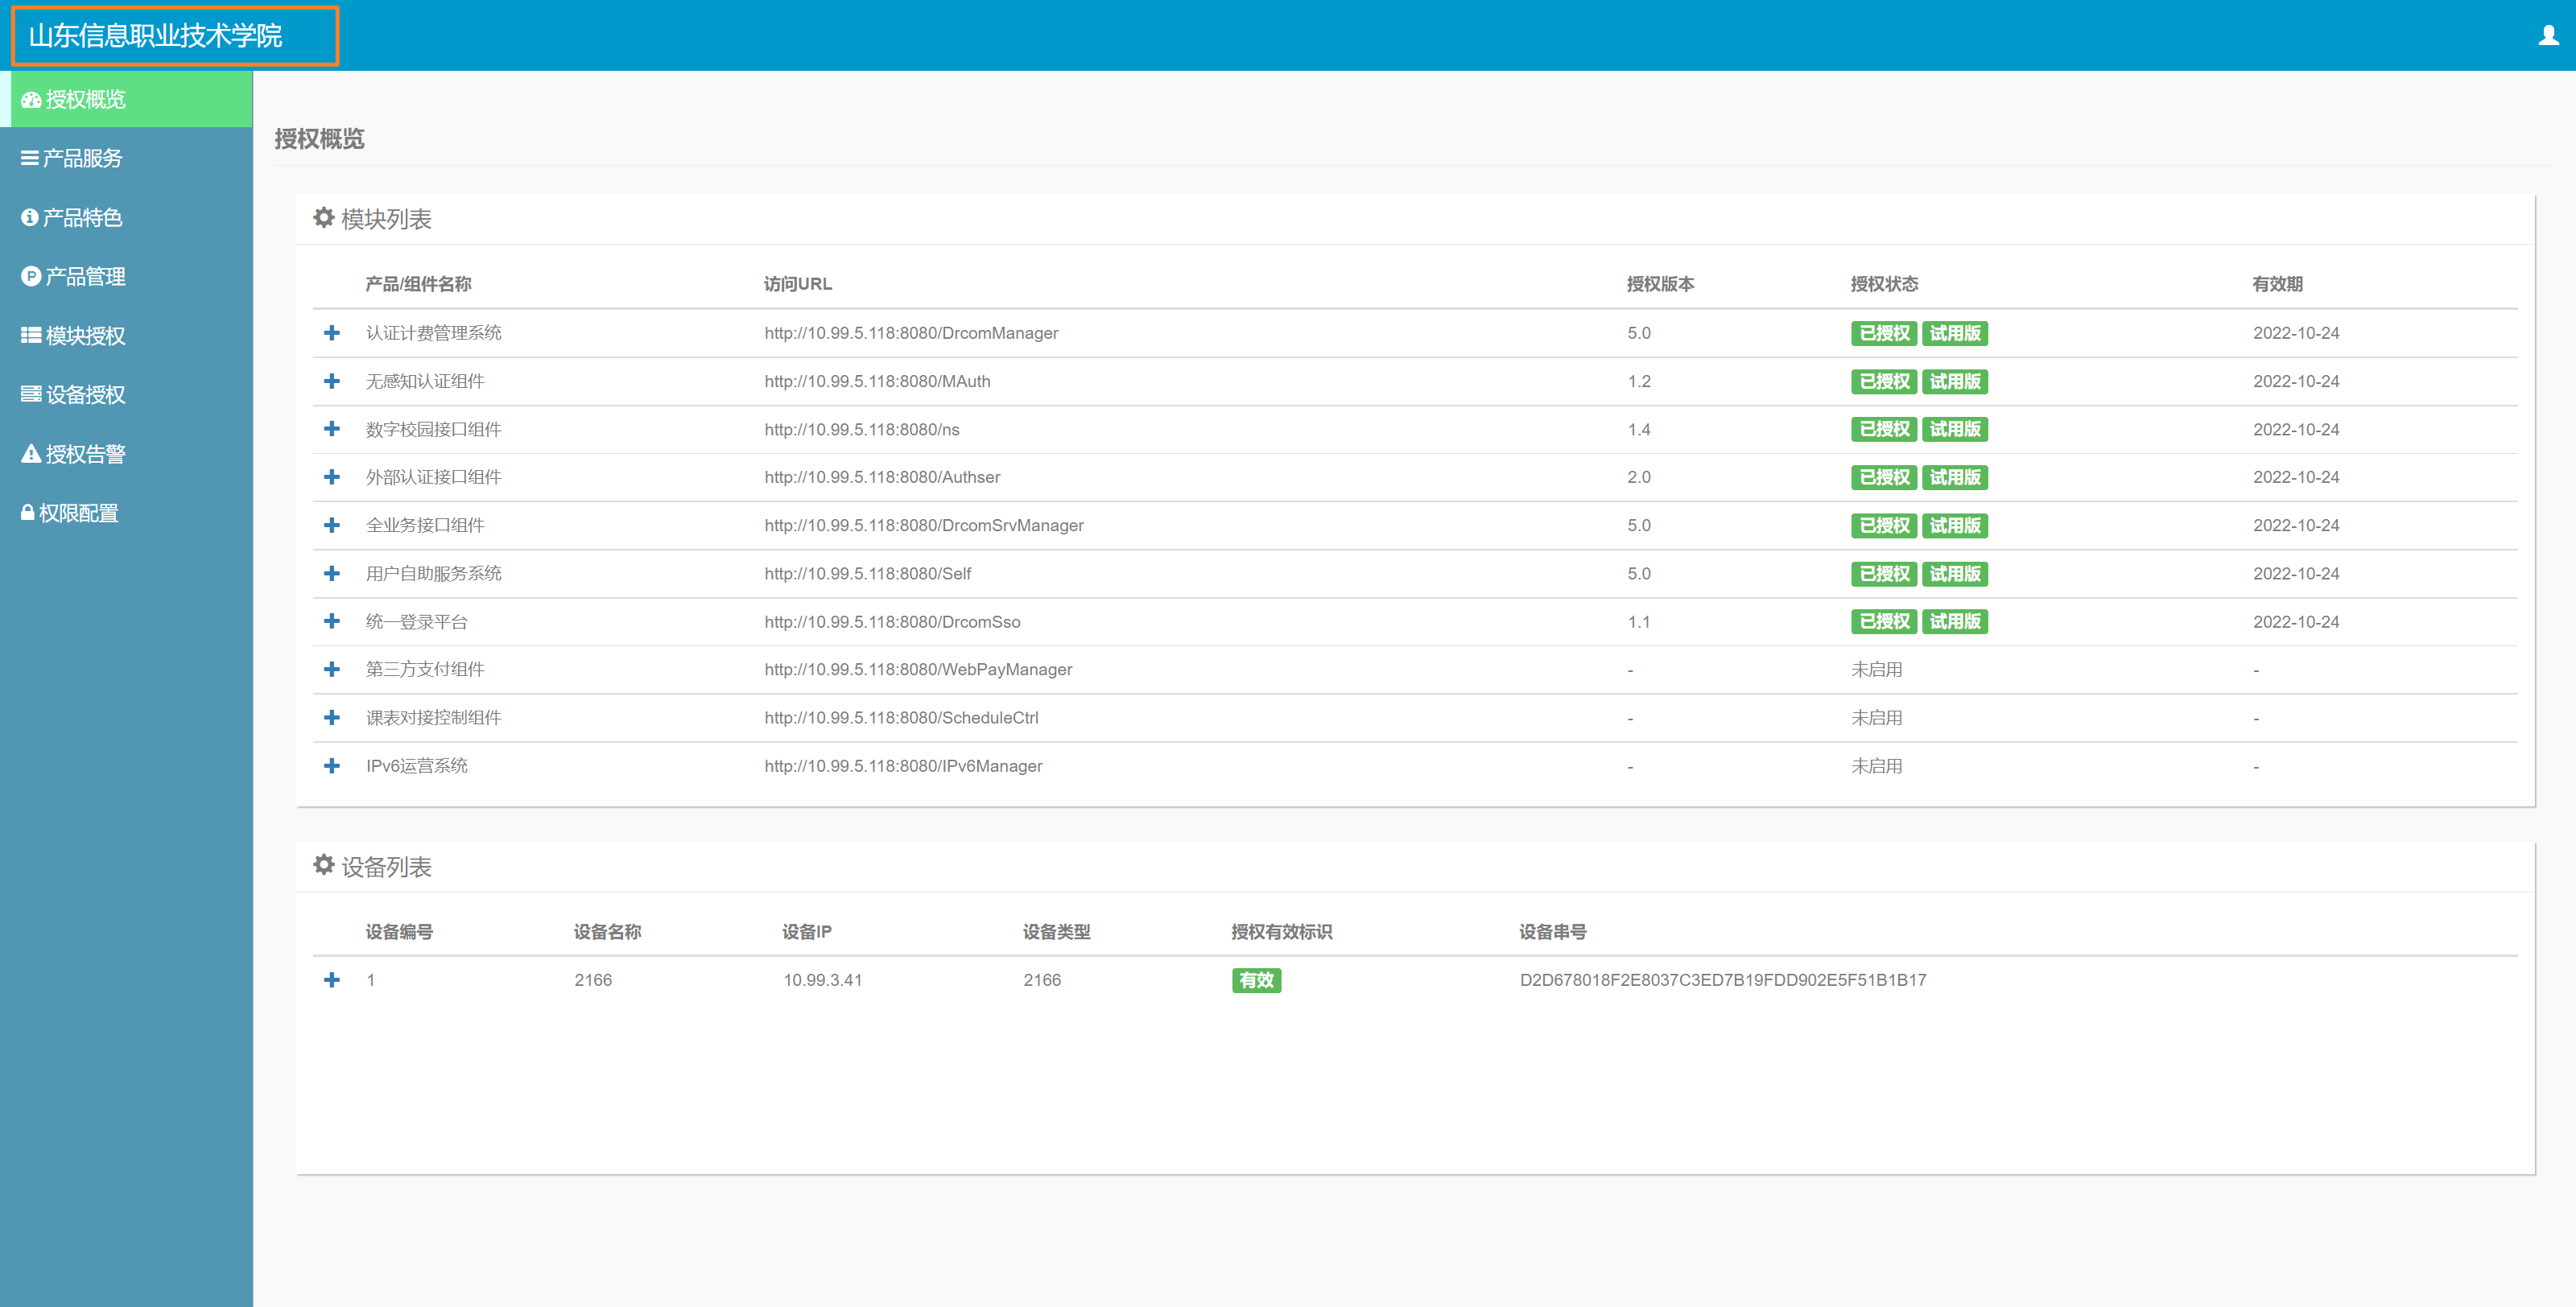 山东信息职业技术学院
授权概览
产品服务
产品特色
产品管理
模块授权
设备授权
授权告警
权限配置
授权概览
模块列表
产品/组件名称 访问URL 授权版本 授权状态 有效期
认证计费管理系统 http://10.99.5.118:8080/DrcomManager 5.0 已授权 试用版 2022-10-24
无感知认证组件 http://10.99.5.118:8080/MAuth 1.2 已授权 试用版 2022-10-24
数字校园接口组件 http://10.99.5.118:8080/ns 1.4 已授权 试用版 2022-10-24
外部认证接口组件 http://10.99.5.118:8080/Authser 2.0 已授权 试用版 2022-10-24
全业务接口组件 http://10.99.5.118:8080/DrcomSrvManager 5.0 已授权 试用版 2022-10-24
用户自助服务系统 http://10.99.5.118:8080/Self 5.0 已授权 试用版 2022-10-24
统一登录平台 http://10.99.5.118:8080/DrcomSso 1.1 已授权 试用版 2022-10-24
第三方支付组件 http://10.99.5.118:8080/WebPayManager - 未启用 -
课表对接控制组件 http://10.99.5.118:8080/ScheduleCtrl - 未启用 -
IPv6运营系统 http://10.99.5.118:8080/IPv6Manager - 未启用 -
设备列表
设备编号 设备名称 设备IP 设备类型 授权有效标识 设备串号
1 2166 10.99.3.41 2166 有效 D2D678018F2E8037C3ED7B19FDD902E5F51B1B17